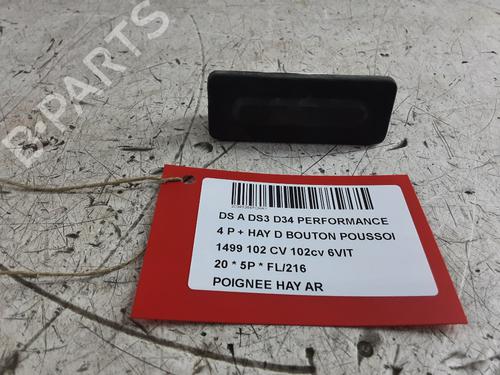 B-PARTS
DS A DS3 D34 PERFORMANCE
4 P + HAY D BOUTON POUSSOI
1499 102 CV 102cv 6VIT
20 * 5P * FL/216
POIGNEE HAY AR